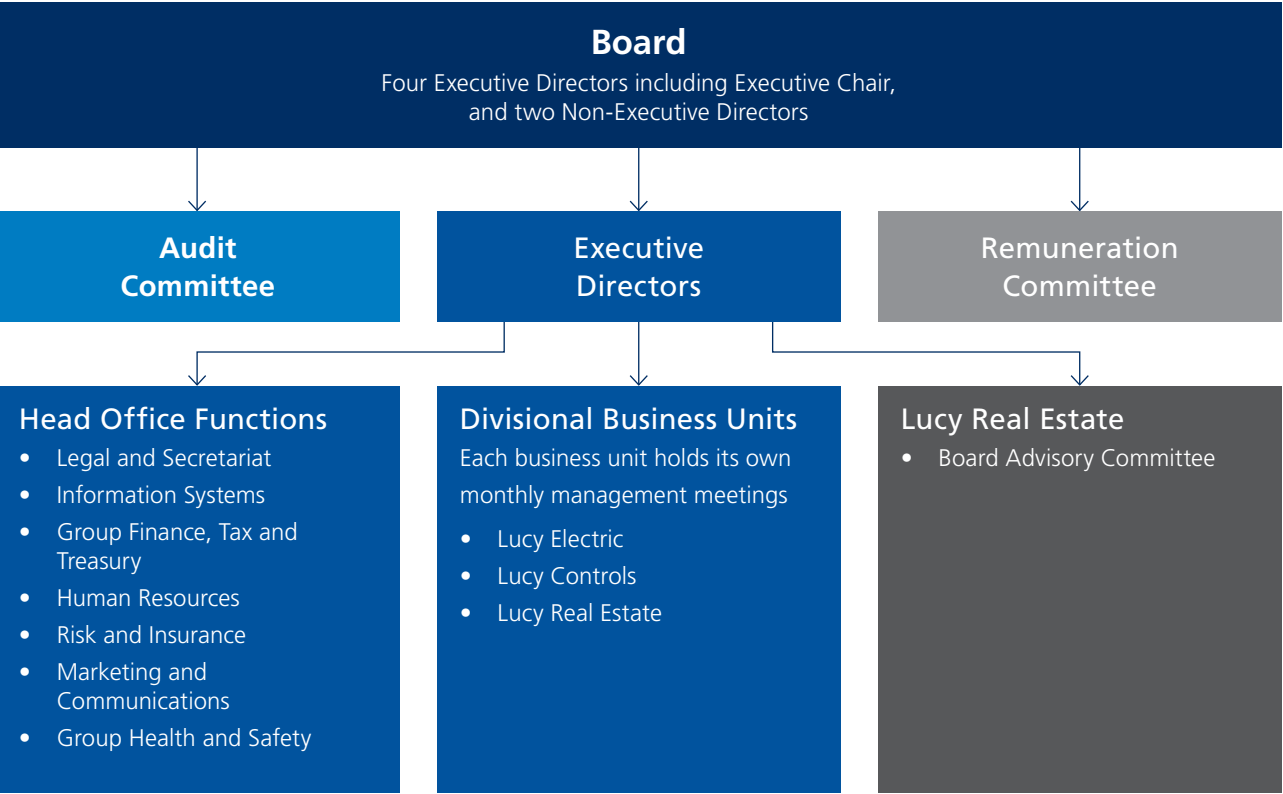 Board
Four Executive Directors including Executive Chair,
and two Non-Executive Directors
Audit
Committee
Executive
Directors
Remuneration
Committee
Head Office Functions
• Legal and Secretariat
• Information Systems
• Group Finance, Tax and
Treasury
• Human Resources
• Risk and Insurance
• Marketing and
Communications
• Group Health and Safety
Divisional Business Units
Each business unit holds its own
monthly management meetings
• Lucy Electric
• Lucy Controls
• Lucy Real Estate
Lucy Real Estate
• Board Advisory Committee